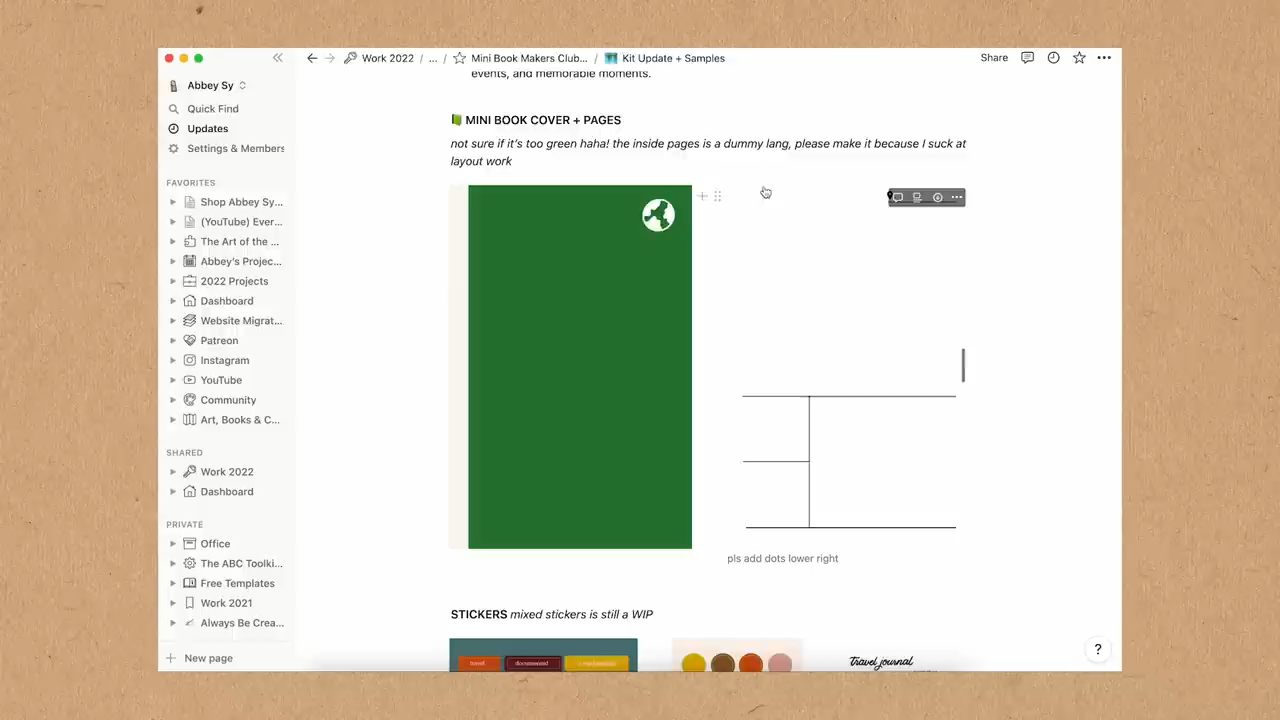 Work 2022 / ... / Mini Book Makers Club... / Kit Update + Samples
Share
events, and memorable moments.
Abbey Sy
Quick Find
Updates
Settings & Members
FAVORITES
Shop Abbey Sy...
(YouTube) Ever...
The Art of the ...
Abbey's Projec...
2022 Projects
Dashboard
Website Migrat...
Patreon
Instagram
YouTube
Community
Art, Books & C...
SHARED
Work 2022
Dashboard
PRIVATE
Office
The ABC Toolki...
Free Templates
Work 2021
Always Be Crea...
New page
MINI BOOK COVER + PAGES
not sure if it's too green haha! the inside pages is a dummy lang, please make it because I suck at
layout work
pls add dots lower right
STICKERS mixed stickers is still a WIP
travel
documented
travel journal
?